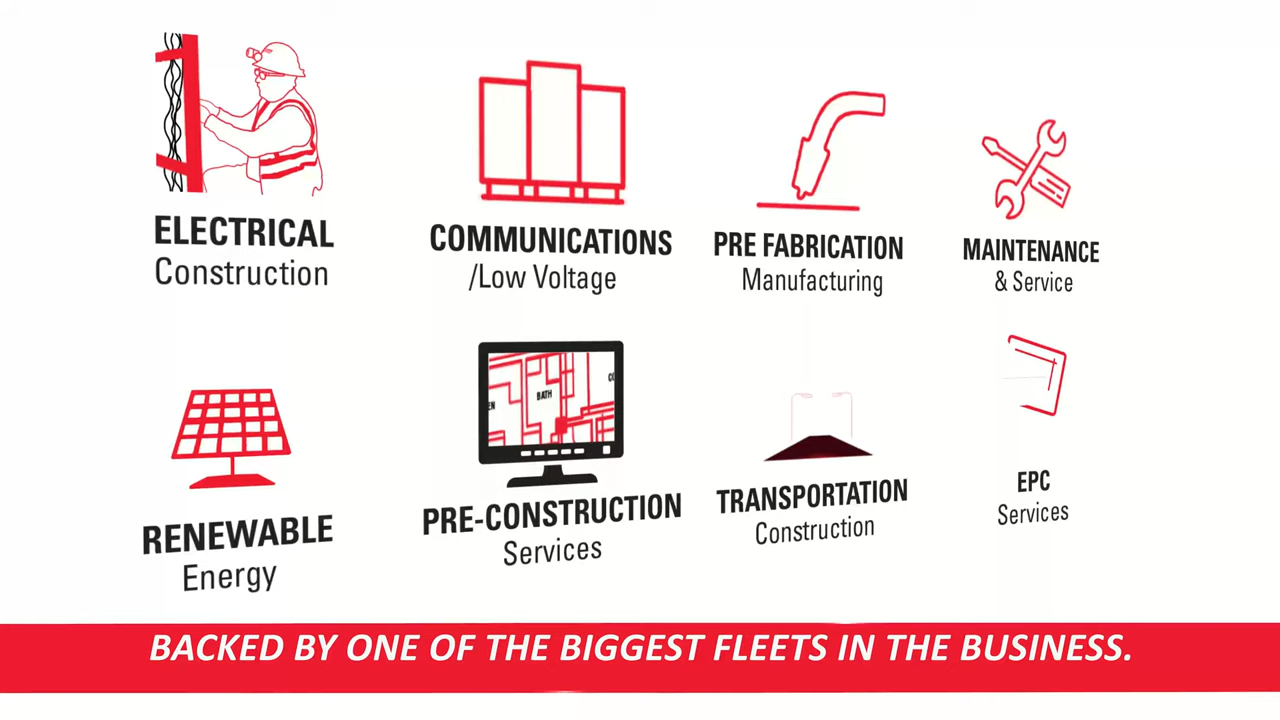 ELECTRICAL
Construction
COMMUNICATIONS
/Low Voltage
PRE FABRICATION
Manufacturing
MAINTENANCE
& Service
BATH
RENEWABLE
Energy
PRE-CONSTRUCTION
Services
TRANSPORTATION
Construction
EPC
Services
BACKED BY ONE OF THE BIGGEST FLEETS IN THE BUSINESS.